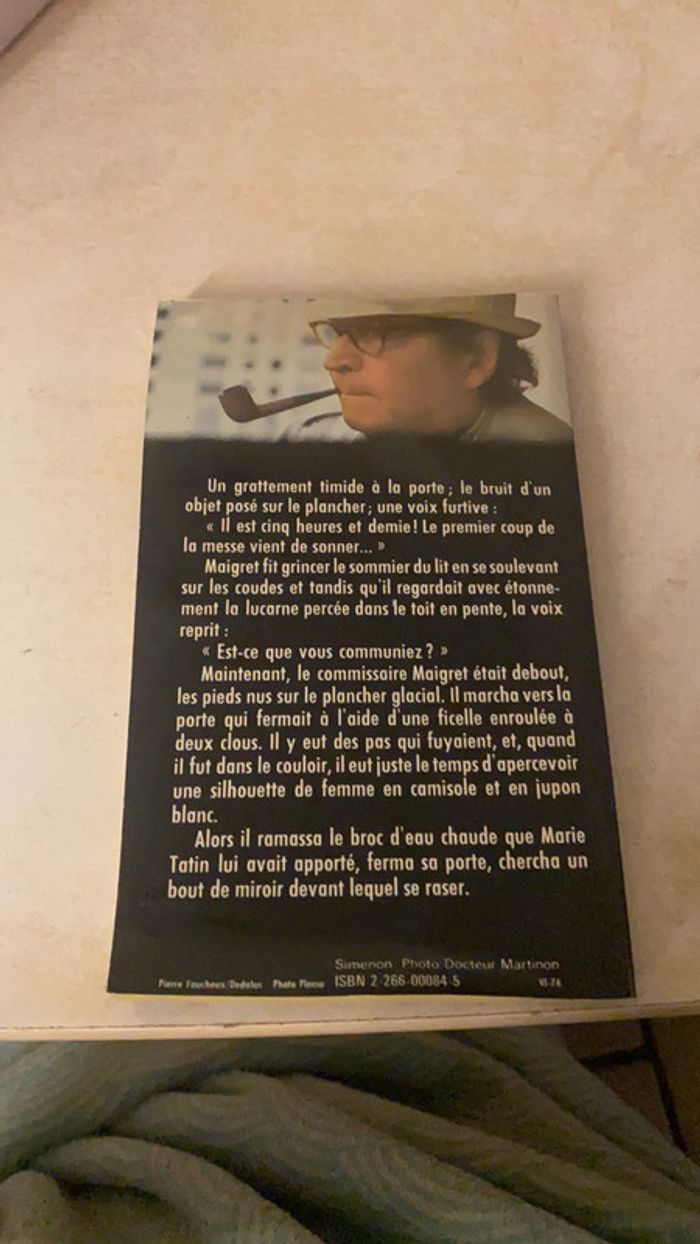 Un grattement timide à la porte ; le bruit d'un
objet posé sur le plancher ; une voix furtive :
« Il est cinq heures et demie! Le premier coup de
la messe vient de sonner... »
Maigret fit grincer le sommier du lit en se soulevant
sur les coudes et tandis qu'il regardait avec étonne-
ment la lucarne percée dans le toit en pente, la voix
reprit :
« Est-ce que vous communiez ? »
Maintenant, le commissaire Maigret était debout,
les pieds nus sur le plancher glacial. Il marcha vers la
porte qui fermait à l'aide d'une ficelle enroulée à
deux clous. Il y eut des pas qui fuyaient, et, quand
il fut dans le couloir, il eut juste le temps d'apercevoir
une silhouette de femme en camisole et en jupon
blanc.
Alors il ramassa le broc d'eau chaude que Marie
Tatin lui avait apporté, ferma sa porte, chercha un
bout de miroir devant lequel se raser.
Simenon. Photo Docteur Martinon
Pierre Faucheux/Dedalus Photo Plossu ISBN 2-266-00084-5 VI-76